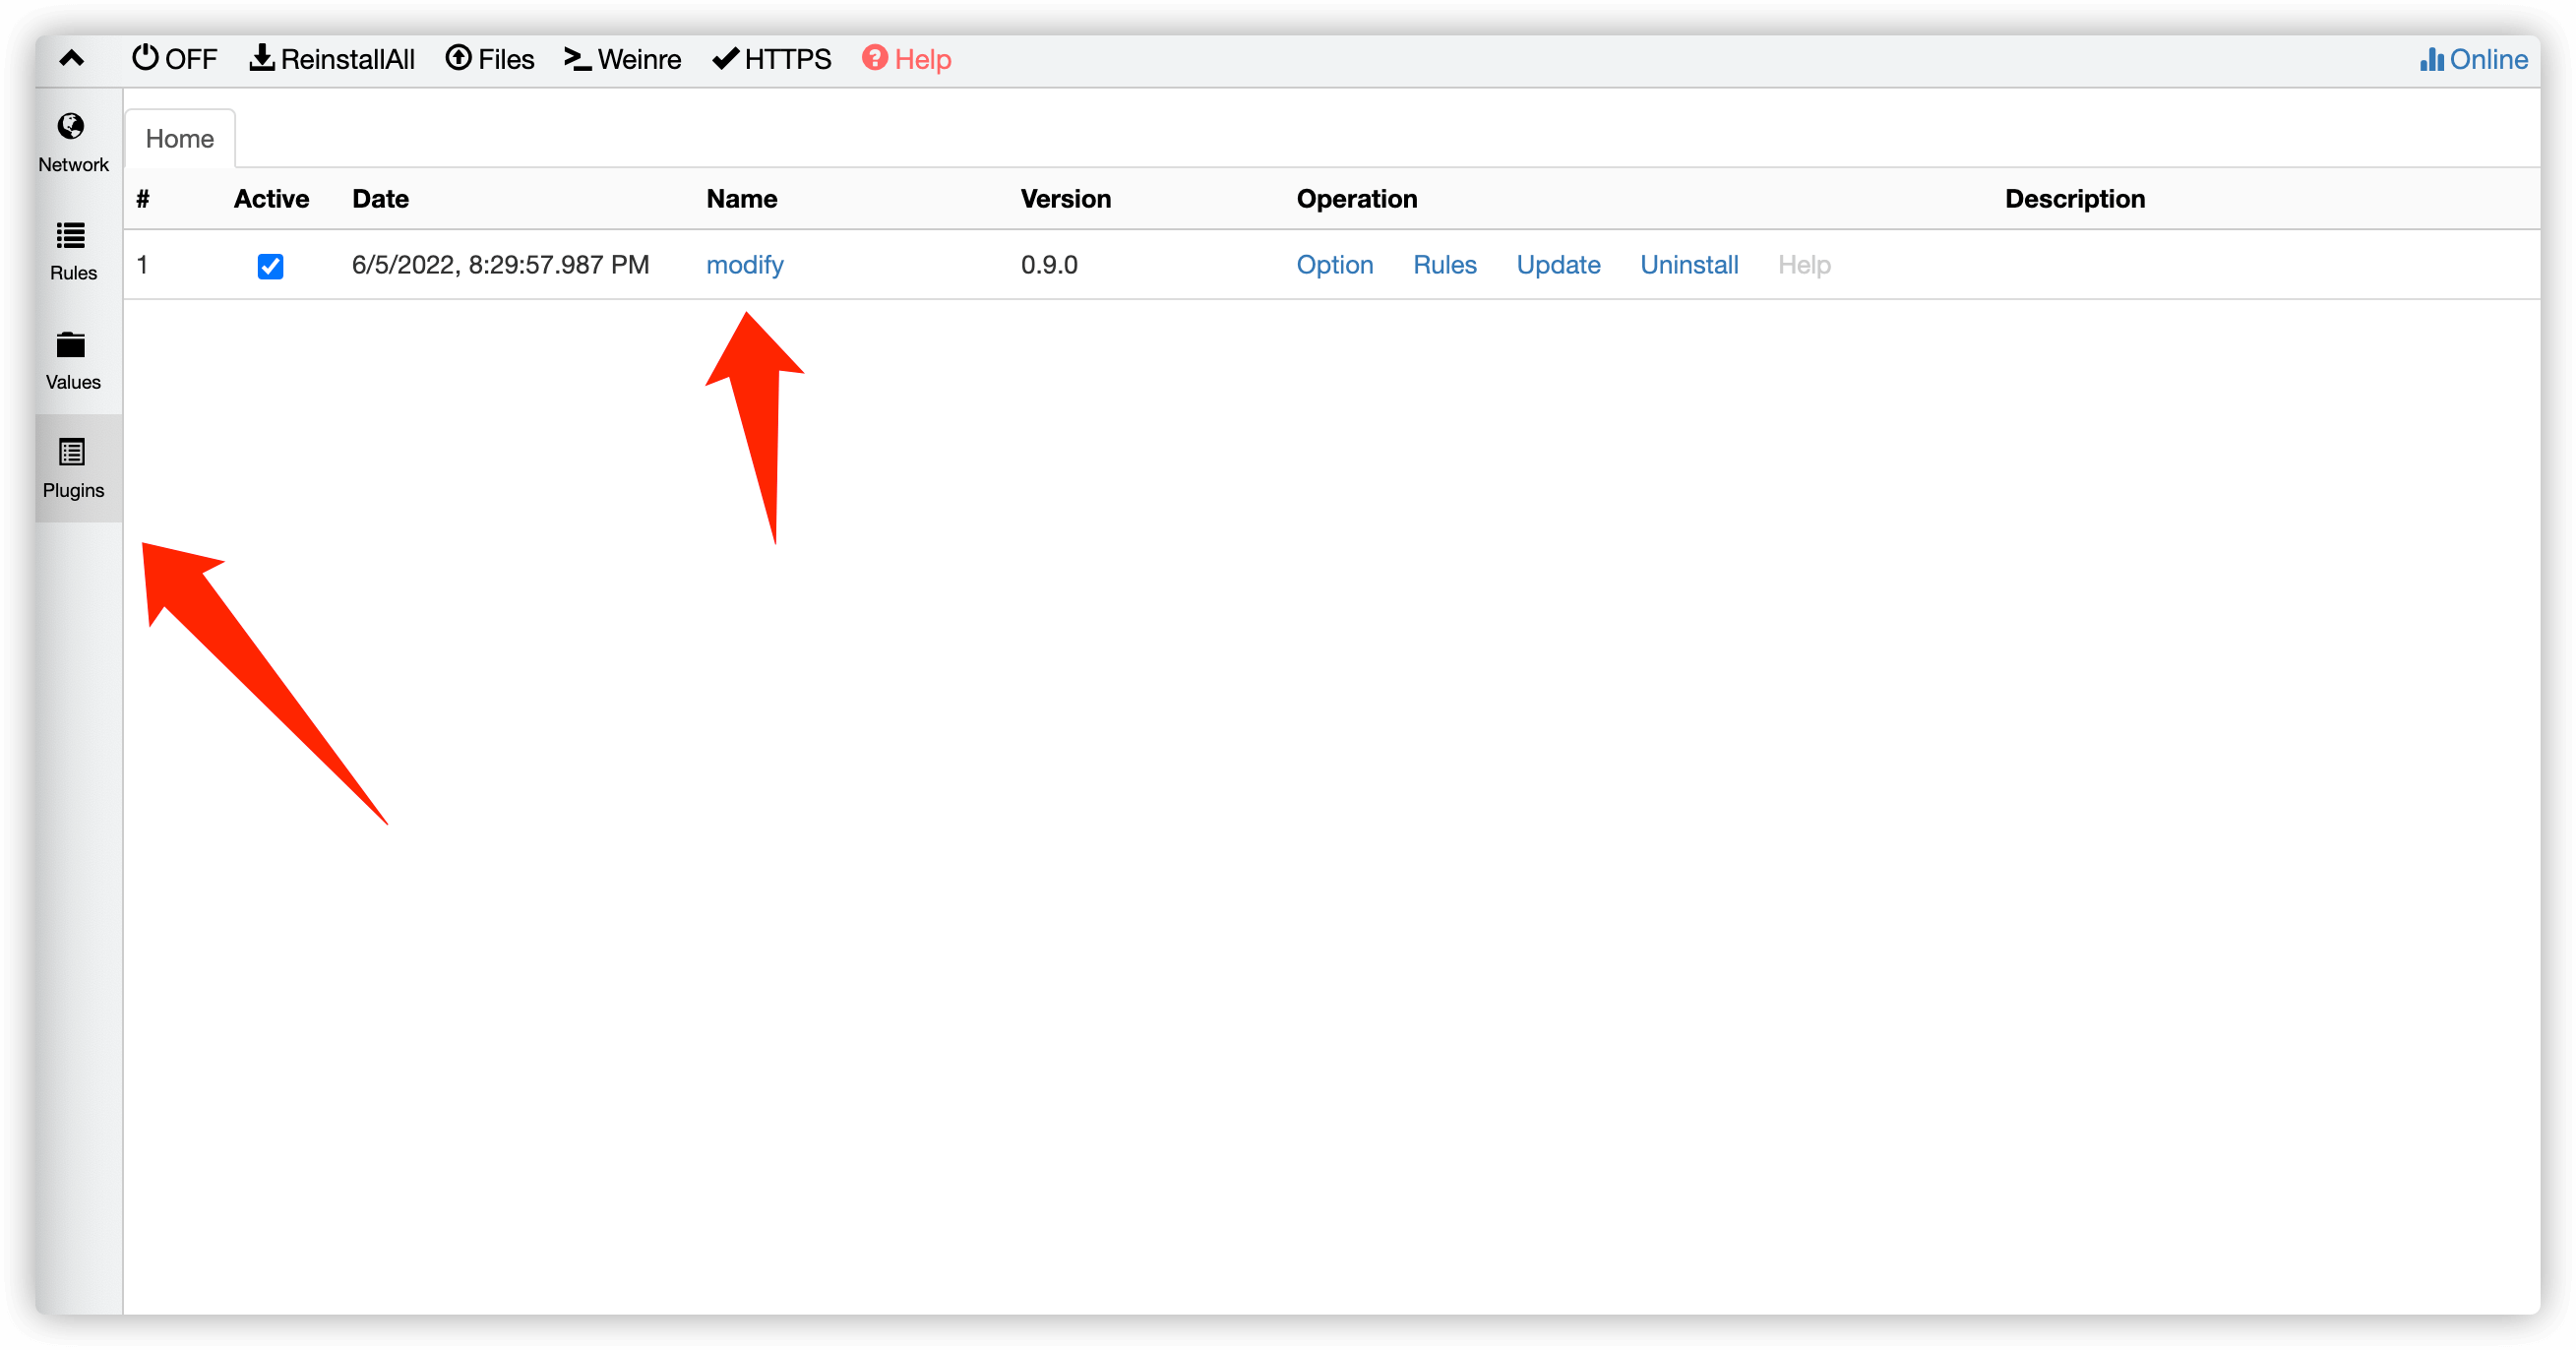 OFF ReinstallAll Files Weinre HTTPS Help Online
Network
Rules
Values
Plugins
Home
# Active Date Name Version Operation Description
1 6/5/2022, 8:29:57.987 PM modify 0.9.0 Option Rules Update Uninstall Help